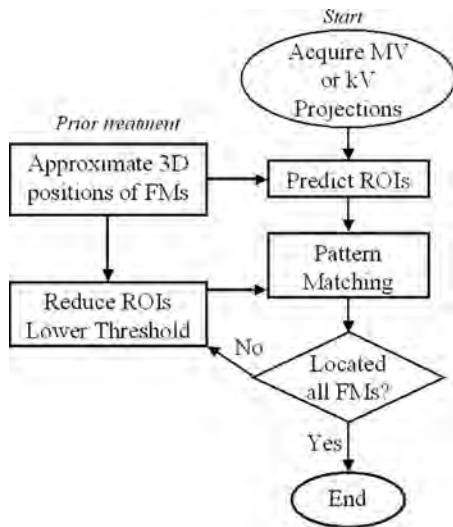 Start
Acquire MV
or kV
Projections
Prior treatment
Approximate 3D
positions of FMs
Predict ROIs
Pattern
Matching
Reduce ROIs
Lower Threshold
No
Located
all FMs?
Yes
End